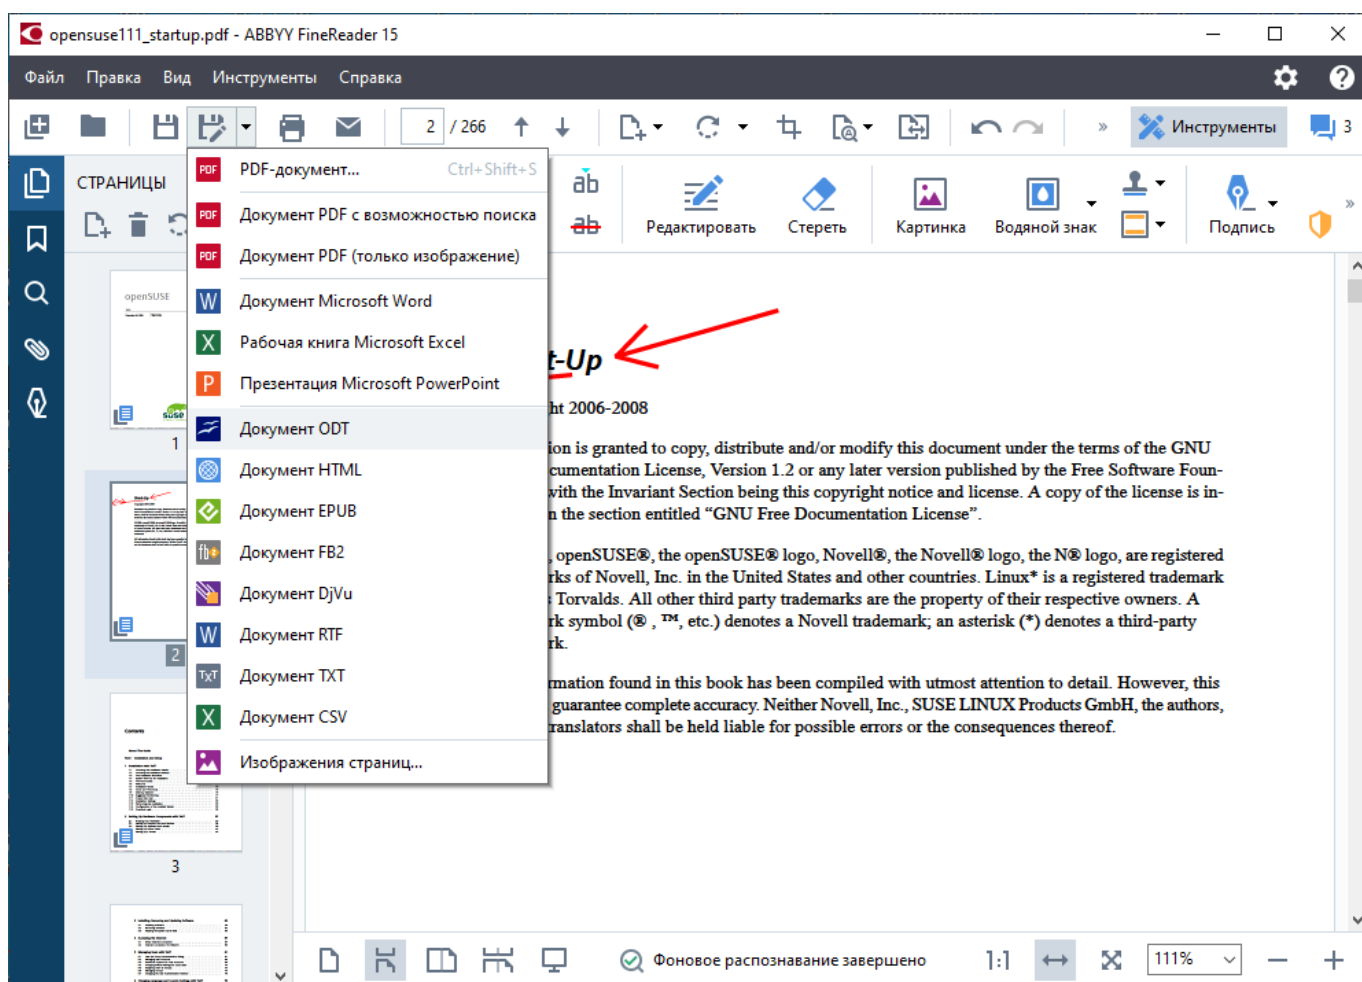 opensuse111_startup.pdf - ABBYY FineReader 15
Файл Правка Вид Инструменты Справка
2 / 266
Инструменты
3
СТРАНИЦЫ
PDF-документ... Ctrl+Shift+S
Документ PDF с возможностью поиска
Документ PDF (только изображение)
Документ Microsoft Word
Рабочая книга Microsoft Excel
Презентация Microsoft PowerPoint
Документ ODT
Документ HTML
Документ EPUB
Документ FB2
Документ DjVu
Документ RTF
Документ TXT
Документ CSV
Изображения страниц...
Редактировать Стереть Картинка Водяной знак Подпись
openSUSE
1
2
Contents
3
t-Up
ht 2006-2008
ion is granted to copy, distribute and/or modify this document under the terms of the GNU
cumentation License, Version 1.2 or any later version published by the Free Software Foun-
with the Invariant Section being this copyright notice and license. A copy of the license is in-
n the section entitled “GNU Free Documentation License”.
, openSUSE®, the openSUSE® logo, Novell®, the Novell® logo, the N® logo, are registered
rks of Novell, Inc. in the United States and other countries. Linux* is a registered trademark
s Torvalds. All other third party trademarks are the property of their respective owners. A
rk symbol (® , ™, etc.) denotes a Novell trademark; an asterisk (*) denotes a third-party
rk.
rmation found in this book has been compiled with utmost attention to detail. However, this
guarantee complete accuracy. Neither Novell, Inc., SUSE LINUX Products GmbH, the authors,
translators shall be held liable for possible errors or the consequences thereof.
Фоновое распознавание завершено
1:1
111%